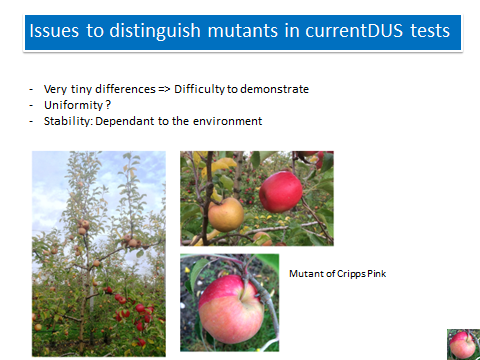 Issues to distinguish mutants in currentDUS tests
- Very tiny differences => Difficulty to demonstrate
- Uniformity ?
- Stability: Dependant to the environment
Mutant of Cripps Pink